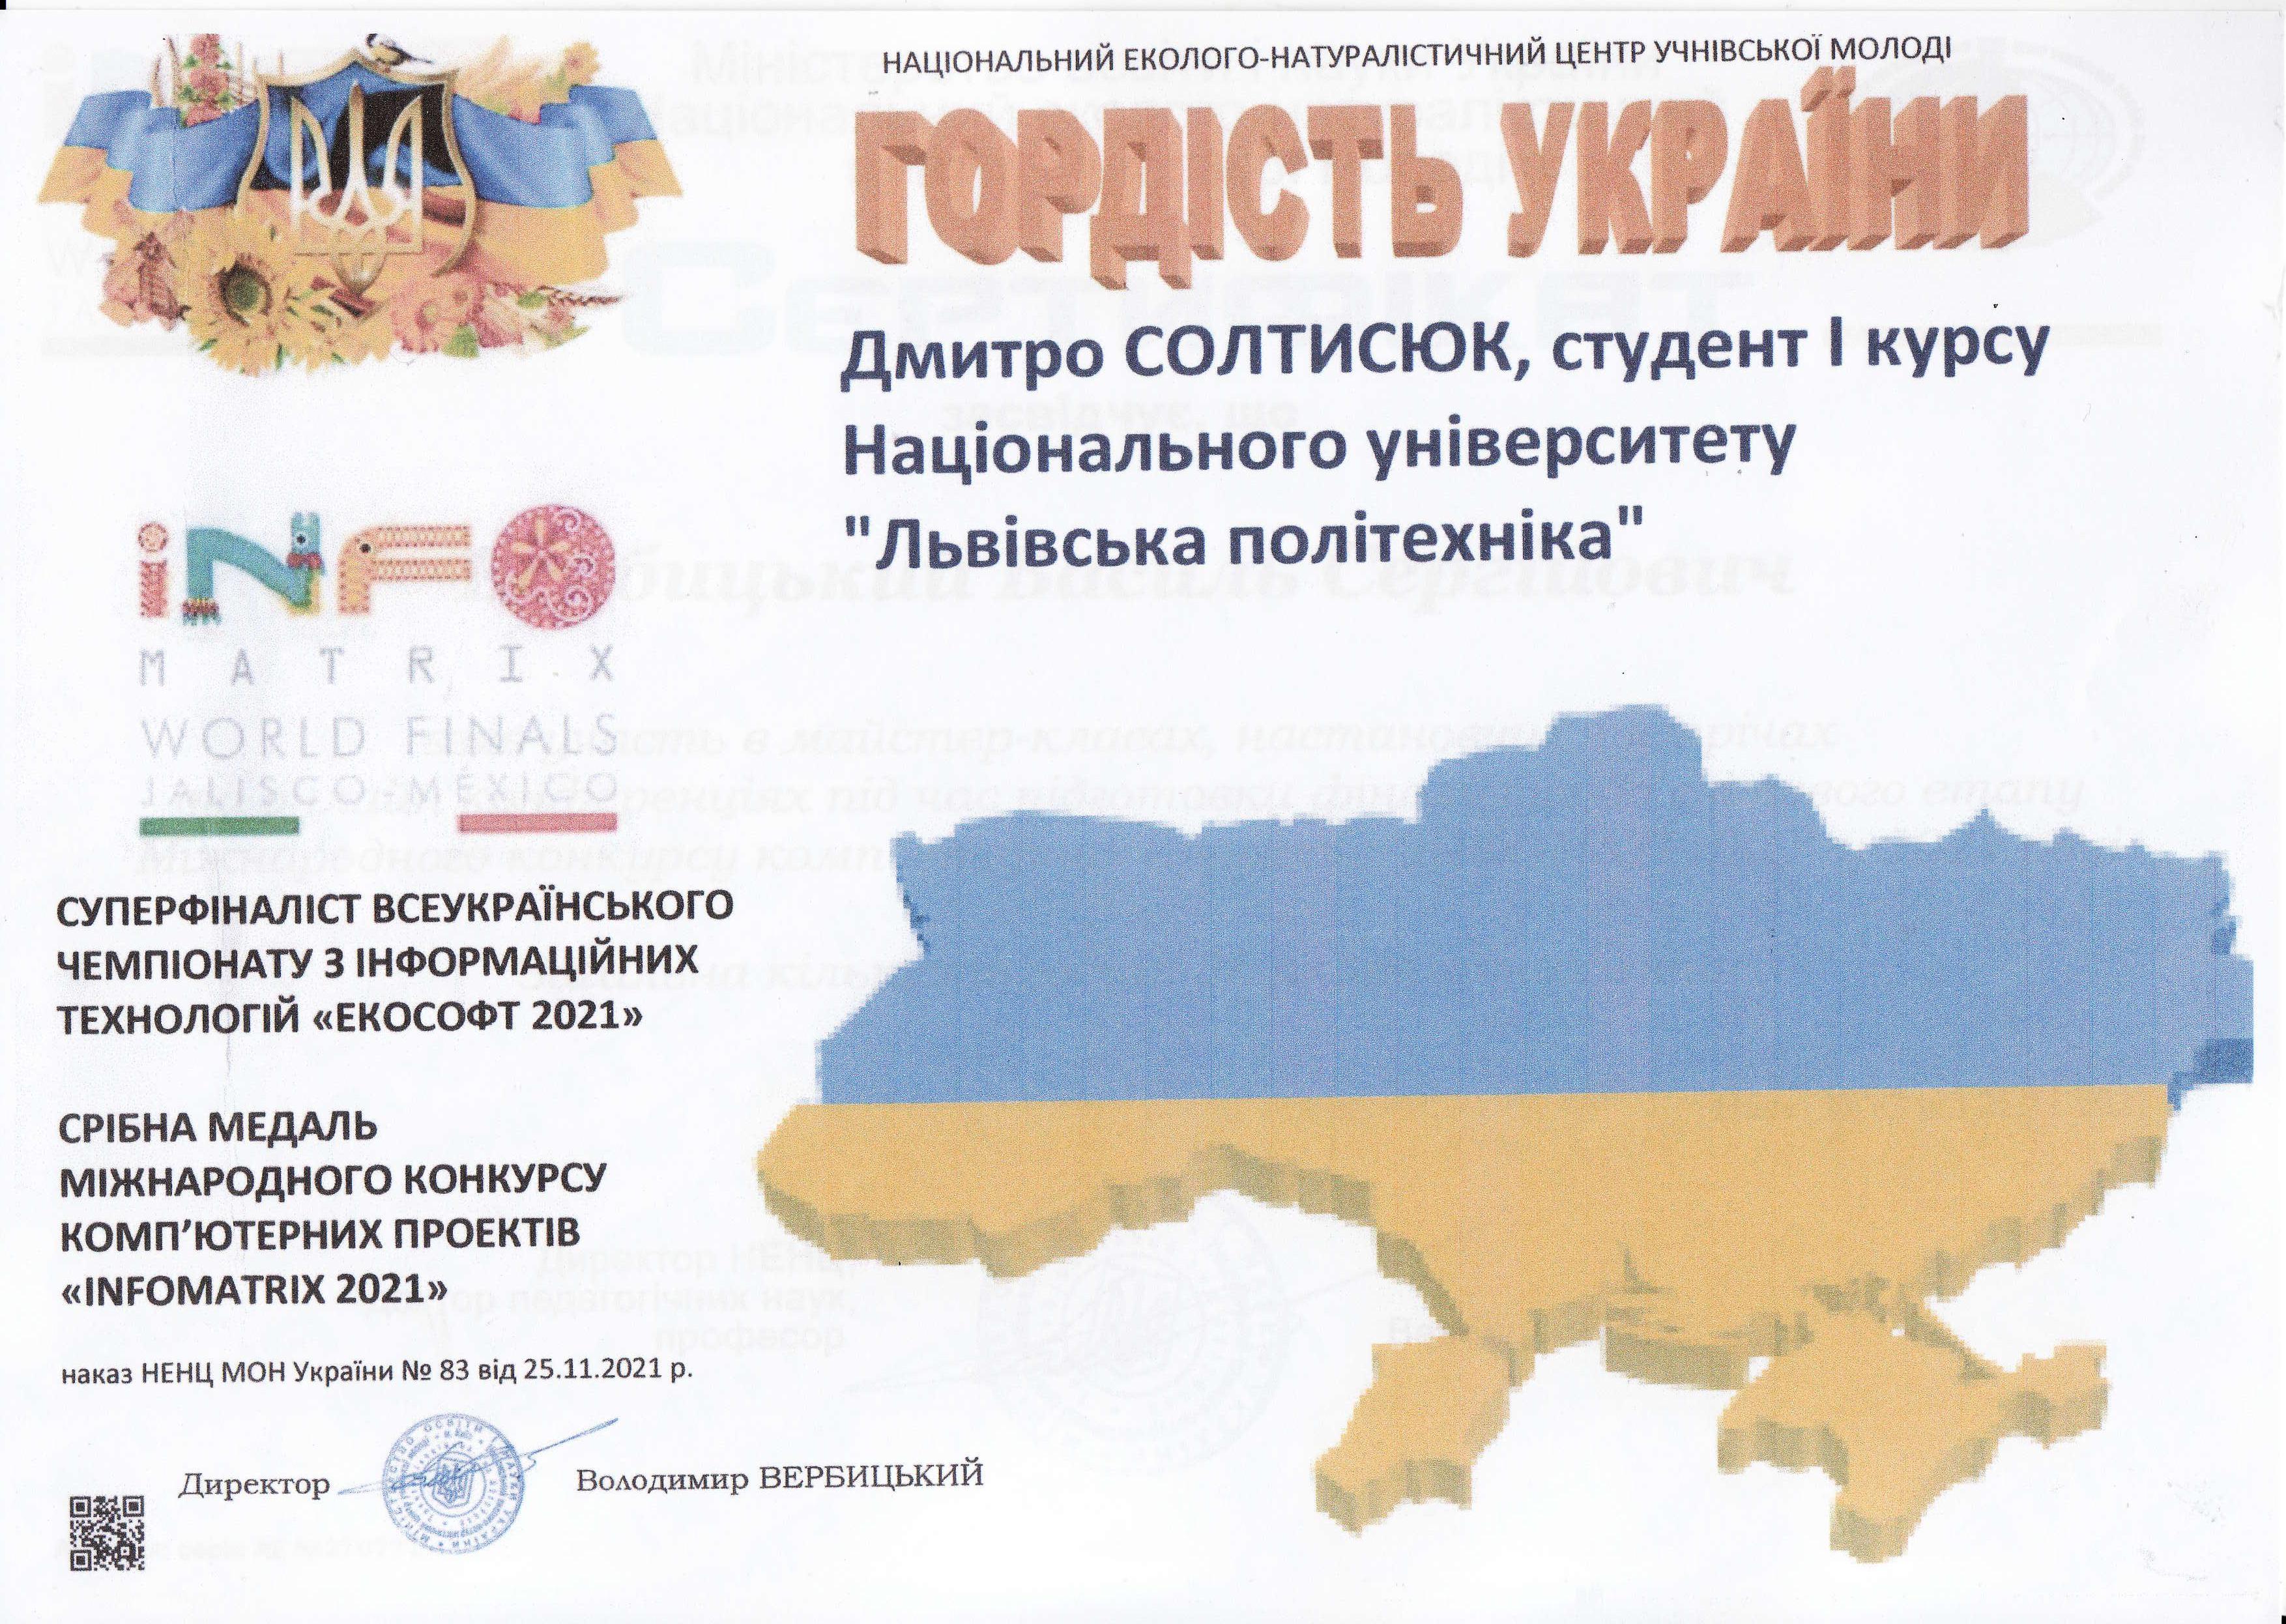 НАЦІОНАЛЬНИЙ ЕКОЛОГО-НАТУРАЛІСТИЧНИЙ ЦЕНТР УЧНІВСЬКОЇ МОЛОДІ
ГОРДІСТЬ УКРАЇНИ
Дмитро СОЛТИСЮК, студент І курсу
Національного університету
"Львівська політехніка"
iNFO
MATRIX
WORLD FINALS
JALISCO-MÉXICO
СУПЕРФІНАЛІСТ ВСЕУКРАЇНСЬКОГО
ЧЕМПІОНАТУ З ІНФОРМАЦІЙНИХ
ТЕХНОЛОГІЙ «ЕКОСОФТ 2021»
СРІБНА МЕДАЛЬ
МІЖНАРОДНОГО КОНКУРСУ
КОМП’ЮТЕРНИХ ПРОЕКТІВ
«INFOMATRIX 2021»
наказ НЕНЦ МОН України № 83 від 25.11.2021 р.
Директор
Володимир ВЕРБИЦЬКИЙ